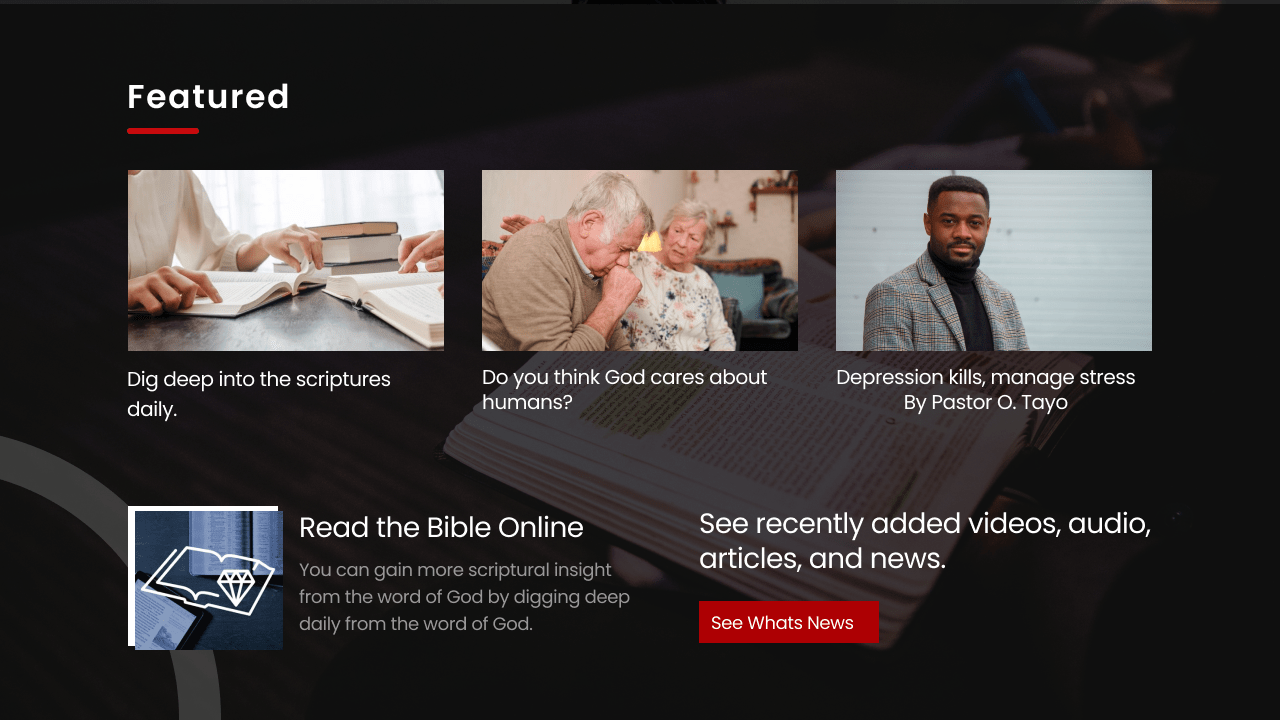 Featured
Dig deep into the scriptures
daily.
Do you think God cares about
humans?
Depression kills, manage stress
By Pastor O. Tayo
Read the Bible Online
You can gain more scriptural insight
from the word of God by digging deep
daily from the word of God.
See recently added videos, audio,
articles, and news.
See Whats News